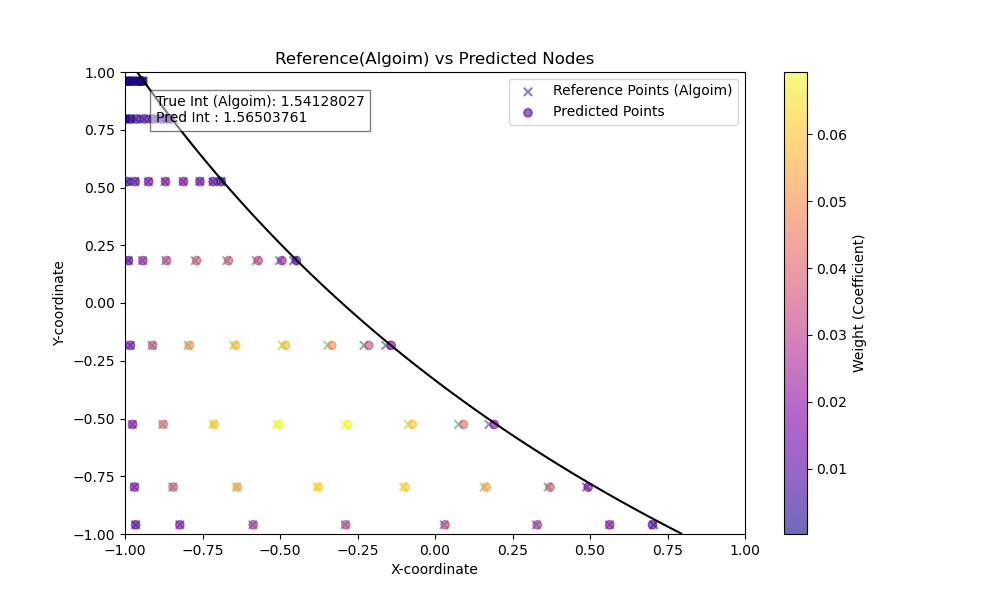 Reference(Algoim) vs Predicted Nodes
True Int (Algoim): 1.54128027
Pred Int : 1.56503761
Reference Points (Algoim)
Predicted Points
Y-coordinate
1.00
0.75
0.50
0.25
0.00
−0.25
−0.50
−0.75
−1.00
−1.00 −0.75 −0.50 −0.25 0.00 0.25 0.50 0.75 1.00
X-coordinate
0.06
0.05
0.04
0.03
0.02
0.01
Weight (Coefficient)